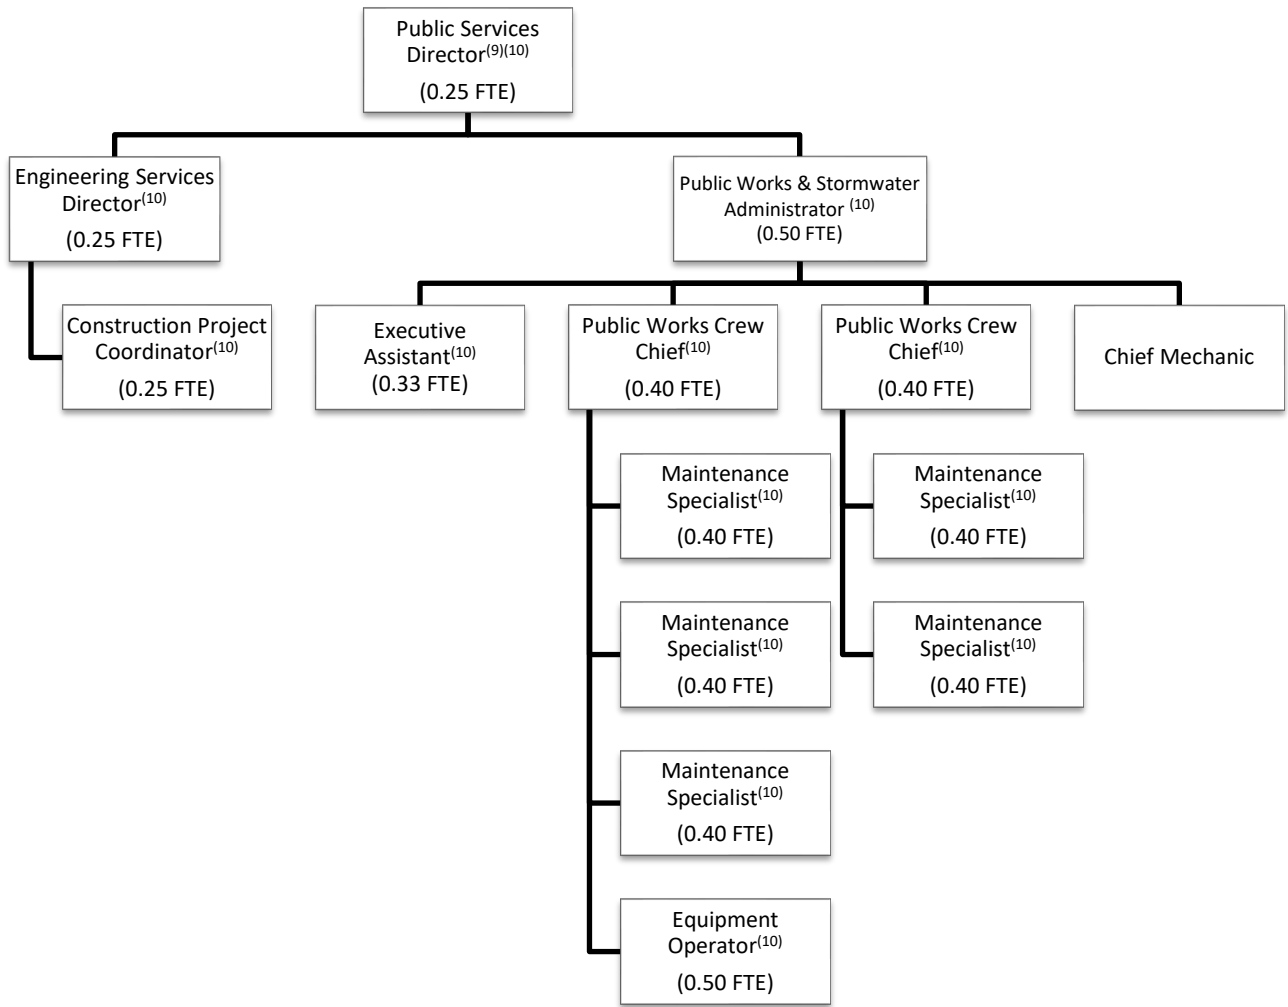 Public Services
Director(9)(10)
(0.25 FTE)
Engineering Services
Director(10)
(0.25 FTE)
Public Works & Stormwater
Administrator (10)
(0.50 FTE)
Construction Project
Coordinator(10)
(0.25 FTE)
Executive
Assistant(10)
(0.33 FTE)
Public Works Crew
Chief(10)
(0.40 FTE)
Public Works Crew
Chief(10)
(0.40 FTE)
Chief Mechanic
Maintenance
Specialist(10)
(0.40 FTE)
Maintenance
Specialist(10)
(0.40 FTE)
Maintenance
Specialist(10)
(0.40 FTE)
Maintenance
Specialist(10)
(0.40 FTE)
Maintenance
Specialist(10)
(0.40 FTE)
Equipment
Operator(10)
(0.50 FTE)